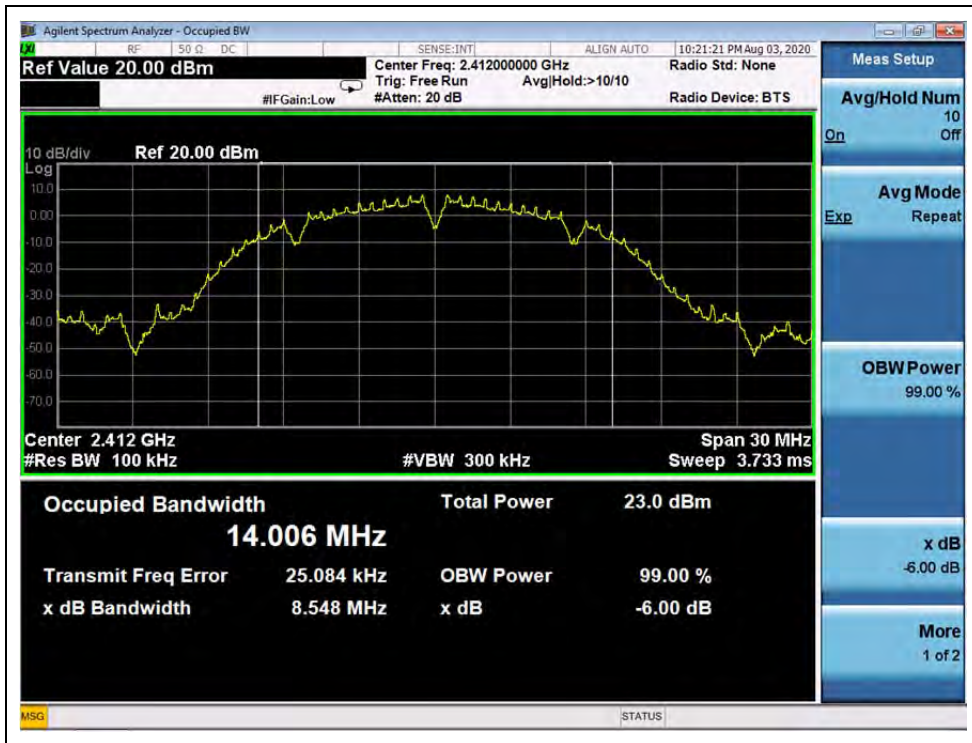 Agilent Spectrum Analyzer - Occupied BW
LXI RF 50 Ω DC SENSE:INT ALIGN AUTO 10:21:21 PM Aug 03, 2020
Ref Value 20.00 dBm
Center Freq: 2.412000000 GHz
Radio Std: None
Trig: Free Run Avg|Hold:>10/10
#IFGain:Low #Atten: 20 dB Radio Device: BTS
10 dB/div Ref 20.00 dBm
Log
10.0
0.00
-10.0
-20.0
-30.0
-40.0
-50.0
-60.0
-70.0
Center 2.412 GHz Span 30 MHz
#Res BW 100 kHz #VBW 300 kHz Sweep 3.733 ms
Occupied Bandwidth Total Power 23.0 dBm
14.006 MHz
Transmit Freq Error 25.084 kHz OBW Power 99.00 %
x dB Bandwidth 8.548 MHz x dB -6.00 dB
Meas Setup
Avg/Hold Num
10
On Off
Avg Mode
Exp Repeat
OBW Power
99.00 %
x dB
-6.00 dB
More
1 of 2
MSG STATUS